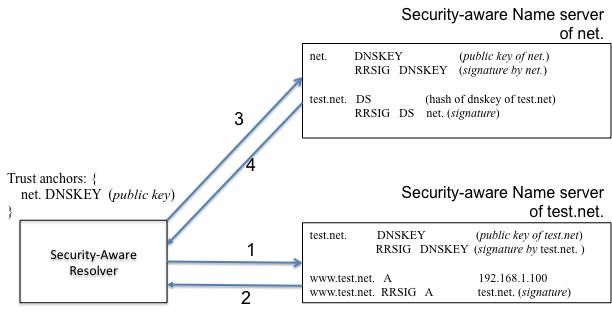 Security-aware Name server
of net.
net. DNSKEY (public key of net.)
RRSIG DNSKEY (signature by net.)
test.net. DS (hash of dnskey of test.net)
RRSIG DS net. (signature)
3
4
Trust anchors: {
net. DNSKEY (public key)
}
Security-Aware
Resolver
1
2
Security-aware Name server
of test.net.
test.net. DNSKEY (public key of test.net)
RRSIG DNSKEY (signature by test.net. )
www.test.net. A 192.168.1.100
www.test.net. RRSIG A test.net. (signature)